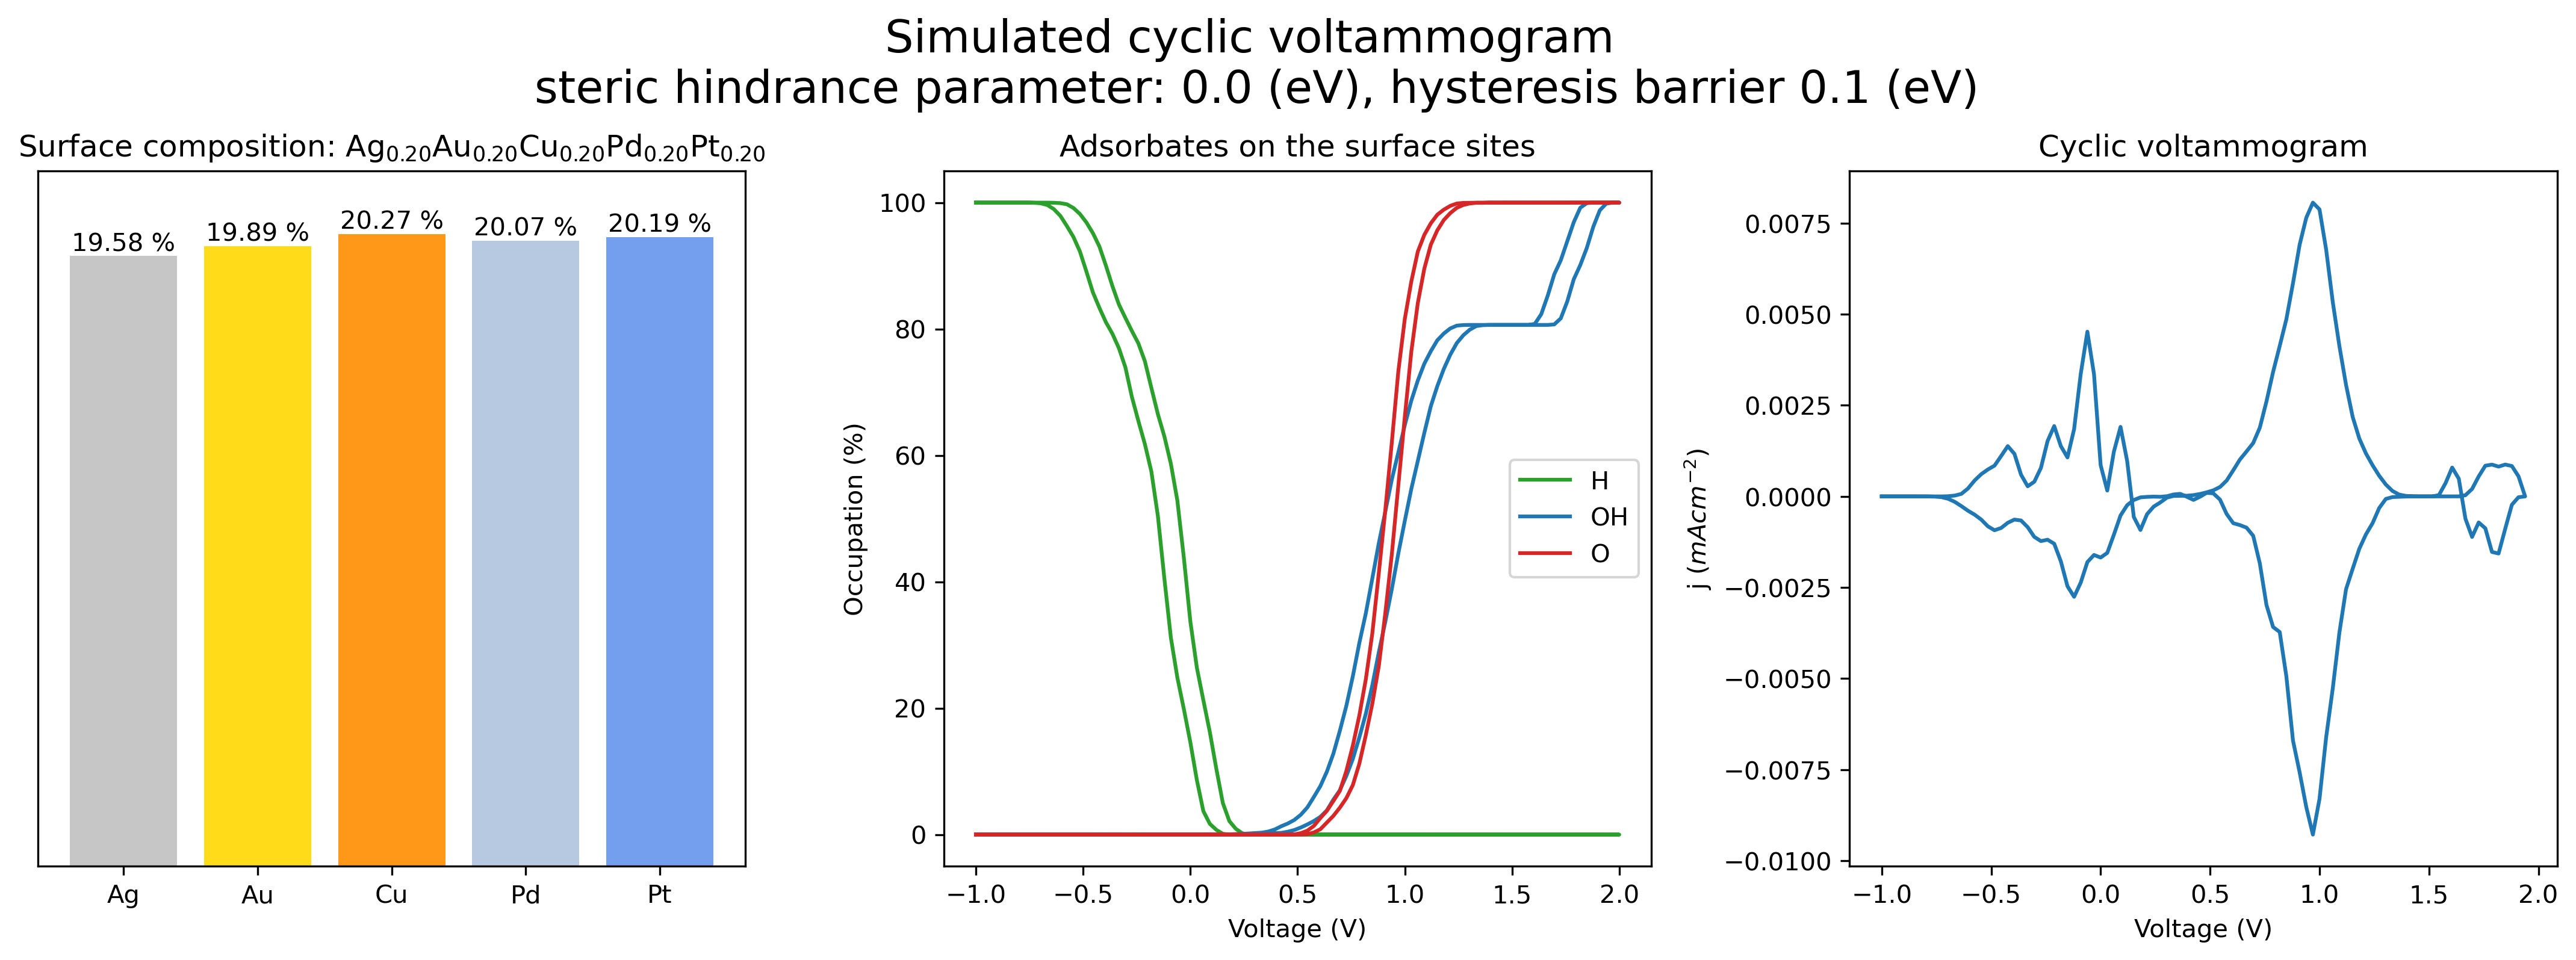 Simulated cyclic voltammogram
steric hindrance parameter: 0.0 (eV), hysteresis barrier 0.1 (eV)
Surface composition: Ag0.20Au0.20Cu0.20Pd0.20Pt0.20
19.58 %
19.89 %
20.27 %
20.07 %
20.19 %
Ag
Au
Cu
Pd
Pt
Adsorbates on the surface sites
Occupation (%)
100
80
60
40
20
0
H
OH
O
−1.0
−0.5
0.0
0.5
1.0
1.5
2.0
Voltage (V)
Cyclic voltammogram
j (mAcm−2)
0.0075
0.0050
0.0025
0.0000
−0.0025
−0.0050
−0.0075
−0.0100
−1.0
−0.5
0.0
0.5
1.0
1.5
2.0
Voltage (V)